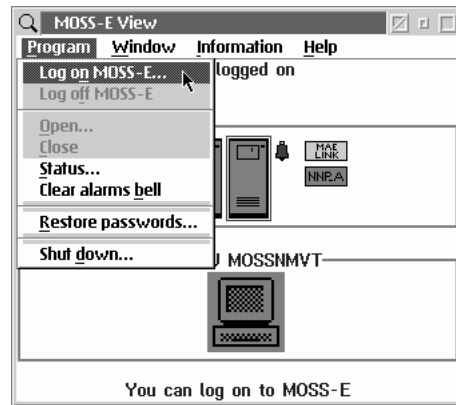 MOSS-E View
Program Window Information Help
Log on MOSS-E...
logged on
Log off MOSS-E
Open...
Close
Status...
Clear alarms bell
Restore passwords...
Shut down...
MAE
LINK
NNP.A
MOSSNMVT
You can log on to MOSS-E